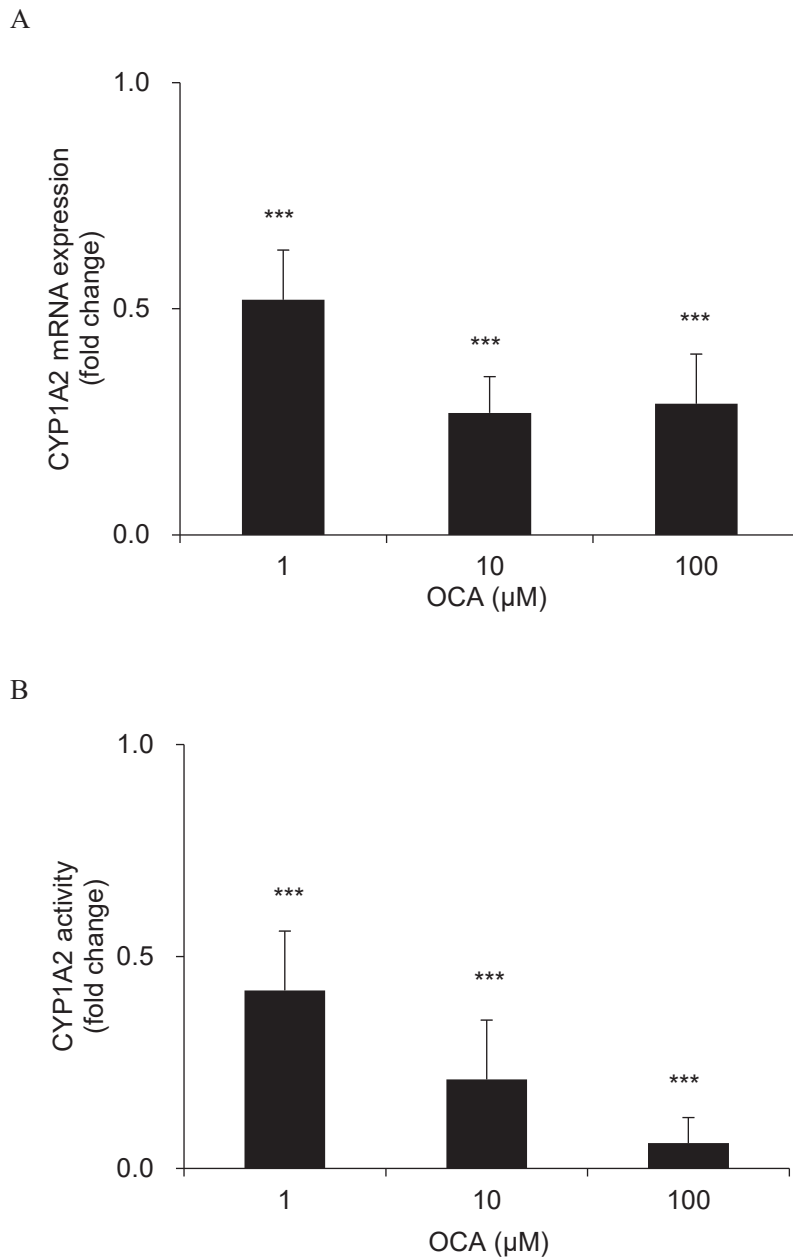 A
1.0
CYP1A2 mRNA expression
(fold change)
***
0.5
***
***
0.0
1
10
100
OCA (µM)
B
1.0
CYP1A2 activity
(fold change)
***
0.5
***
***
0.0
1
10
100
OCA (µM)